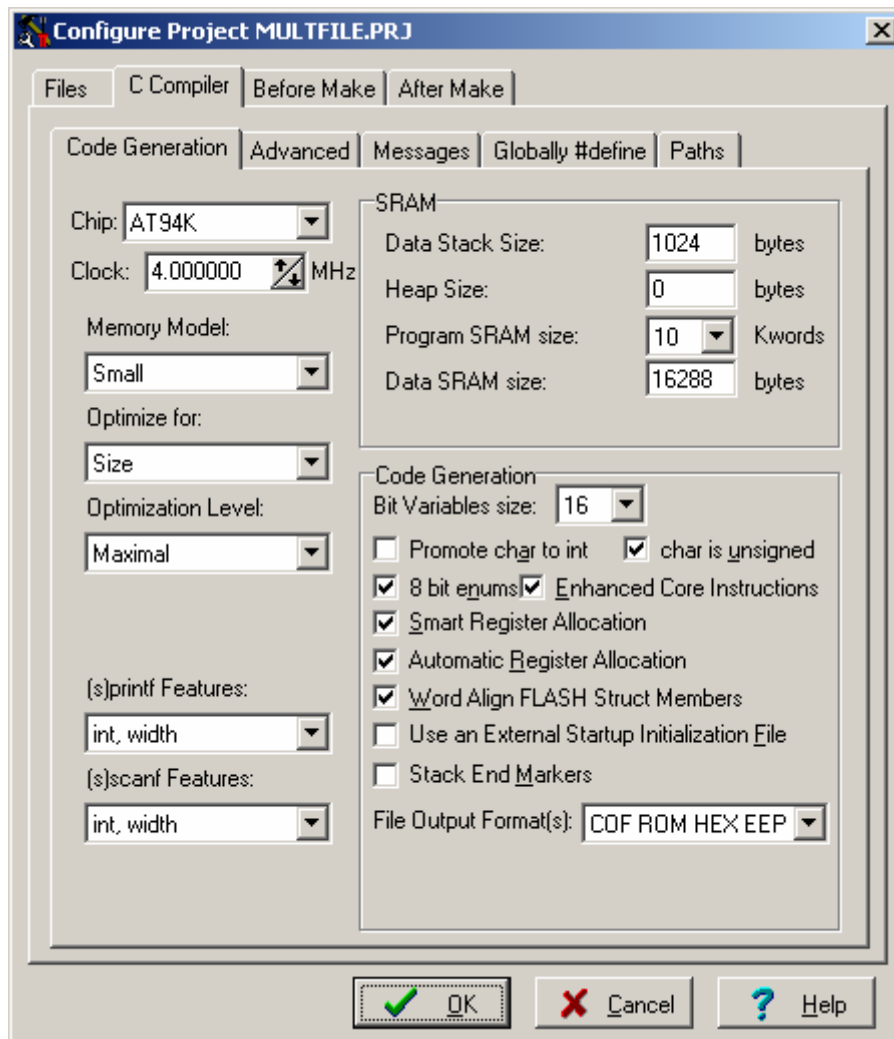 Configure Project MULTFILE.PRJ
Files C Compiler Before Make After Make
Code Generation Advanced Messages Globally #define Paths
Chip: AT94K
Clock: 4.000000 MHz
Memory Model:
Small
Optimize for:
Size
Optimization Level:
Maximal
(s)printf Features:
int, width
(s)scanf Features:
int, width
SRAM
Data Stack Size: 1024 bytes
Heap Size: 0 bytes
Program SRAM size: 10 Kwords
Data SRAM size: 16288 bytes
Code Generation
Bit Variables size: 16
Promote char to int char is unsigned
8 bit enums Enhanced Core Instructions
Smart Register Allocation
Automatic Register Allocation
Word Align FLASH Struct Members
Use an External Startup Initialization File
Stack End Markers
File Output Format(s): COF ROM HEX EEP
OK Cancel Help